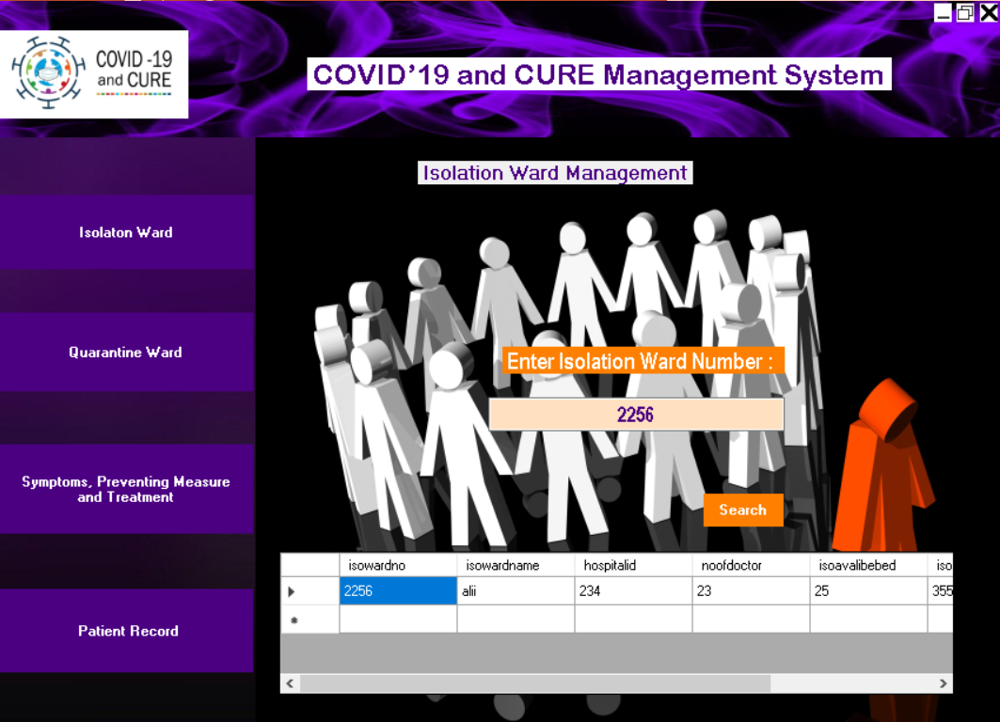 COVID -19
and CURE
COVID'19 and CURE Management System
Isolation Ward Management
Isolaton Ward
Quarantine Ward
Symptoms, Preventing Measure
and Treatment
Patient Record
Enter Isolation Ward Number :
2256
Search
isowardno isowardname hospitalid noofdoctor isoavalibebed iso
2256 alii 234 23 25 355